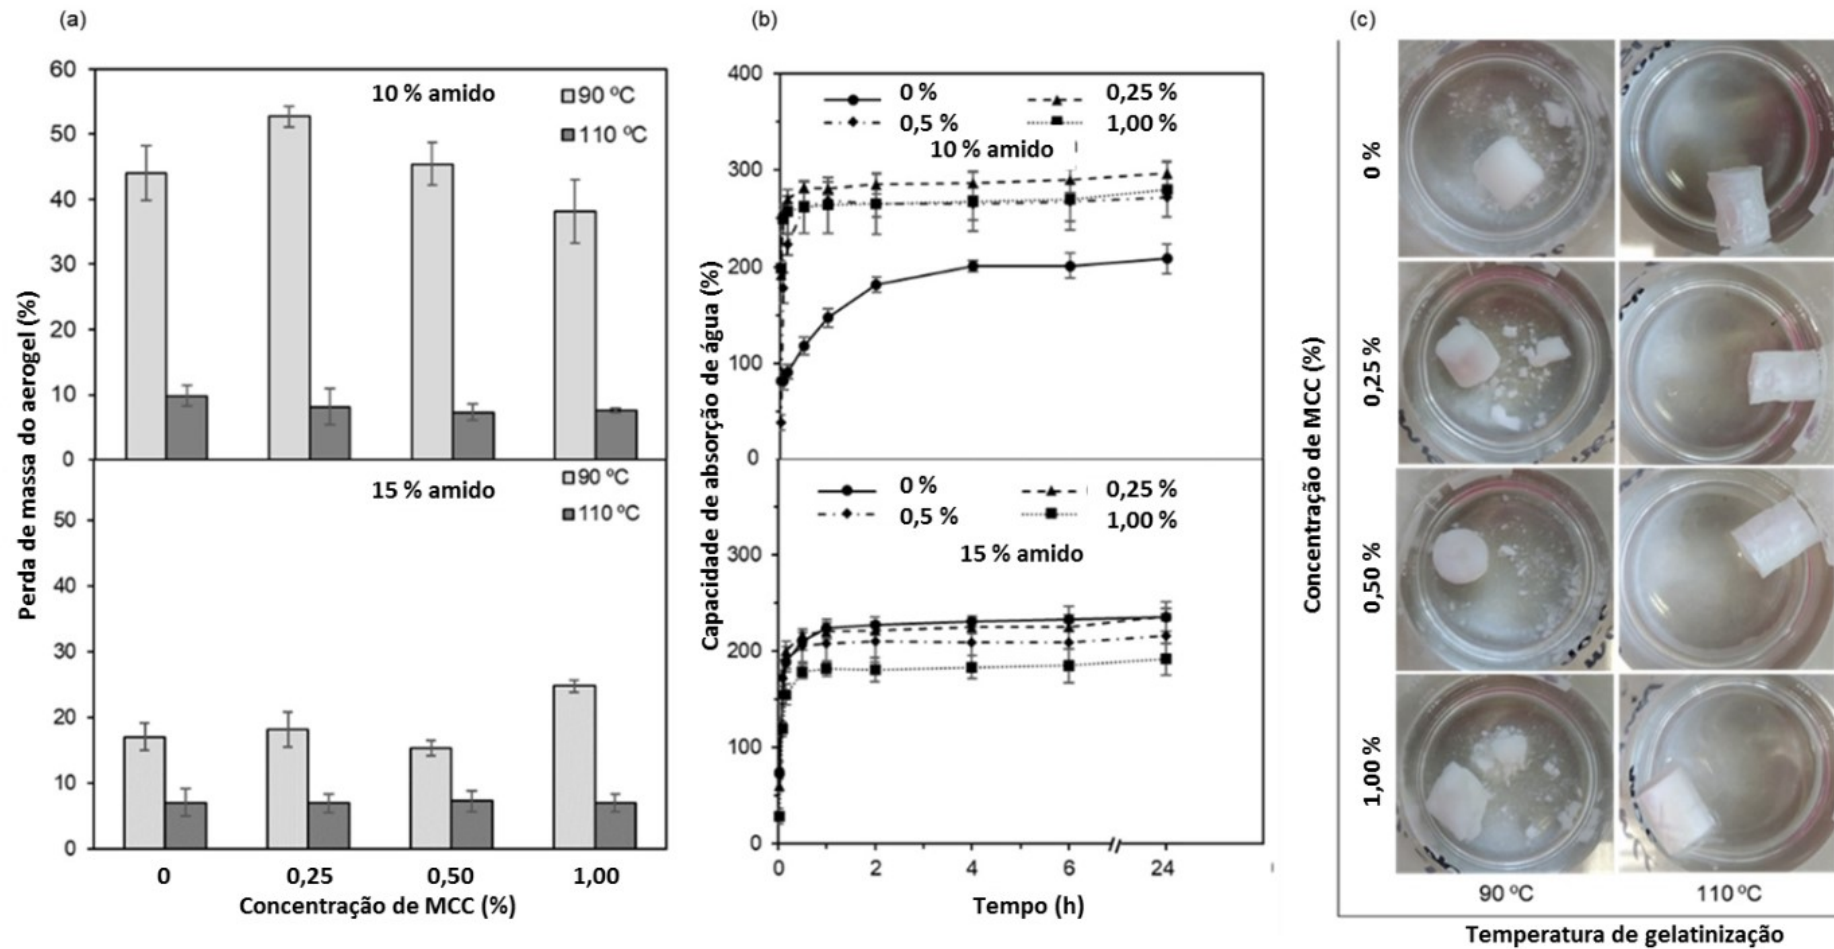 (a)
Perda de massa do aerogel (%)
60
50
40
30
20
10
0
10 % amido
90 ºC
110 ºC
50
40
30
20
10
0
15 % amido
90 ºC
110 ºC
0 0,25 0,50 1,00
Concentração de MCC (%)
(b)
Capacidade de absorção de água (%)
400
300
200
100
0
0 % 0,25 %
0,5 % 1,00 %
10 % amido
300
200
100
0
0 % 0,25 %
0,5 % 1,00 %
15 % amido
0 2 4 6 24
Tempo (h)
(c)
Concentração de MCC (%)
0 %
0,25 %
0,50 %
1,00 %
90 ºC 110 ºC
Temperatura de gelatinização